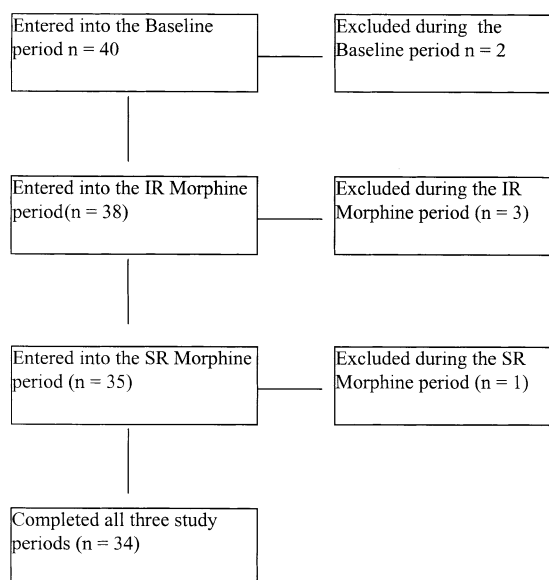 Entered into the Baseline
period n = 40
Excluded during the
Baseline period n = 2
Entered into the IR Morphine
period(n = 38)
Excluded during the IR
Morphine period (n = 3)
Entered into the SR Morphine
period (n = 35)
Excluded during the SR
Morphine period (n = 1)
Completed all three study
periods (n = 34)